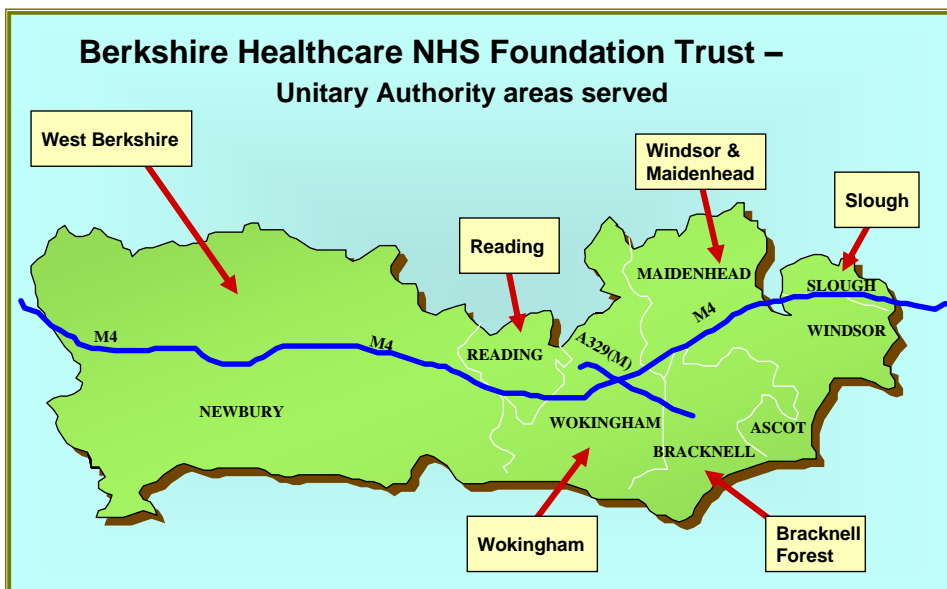 Berkshire Healthcare NHS Foundation Trust –
Unitary Authority areas served
West Berkshire
Windsor &
Maidenhead
Slough
Reading
MAIDENHEAD
SLOUGH
M4
WINDSOR
M4
M4
A329(M)
READING
NEWBURY
WOKINGHAM
ASCOT
BRACKNELL
Wokingham
Bracknell
Forest